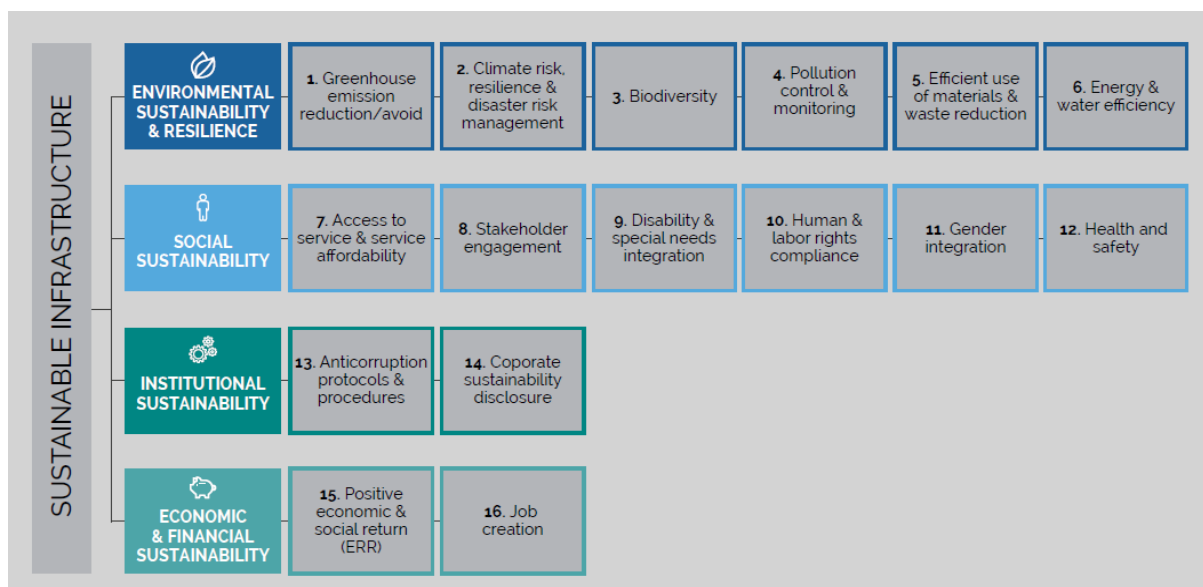 SUSTAINABLE INFRASTRUCTURE
ENVIRONMENTAL
SUSTAINABILITY
& RESILIENCE
1. Greenhouse
emission
reduction/avoid
2. Climate risk,
resilience &
disaster risk
management
3. Biodiversity
4. Pollution
control &
monitoring
5. Efficient use
of materials &
waste reduction
6. Energy &
water efficiency
SOCIAL
SUSTAINABILITY
7. Access to
service & service
affordability
8. Stakeholder
engagement
9. Disability &
special needs
integration
10. Human &
labor rights
compliance
11. Gender
integration
12. Health and
safety
INSTITUTIONAL
SUSTAINABILITY
13. Anticorruption
protocols &
procedures
14. Coporate
sustainability
disclosure
ECONOMIC
& FINANCIAL
SUSTAINABILITY
15. Positive
economic &
social return
(ERR)
16. Job
creation